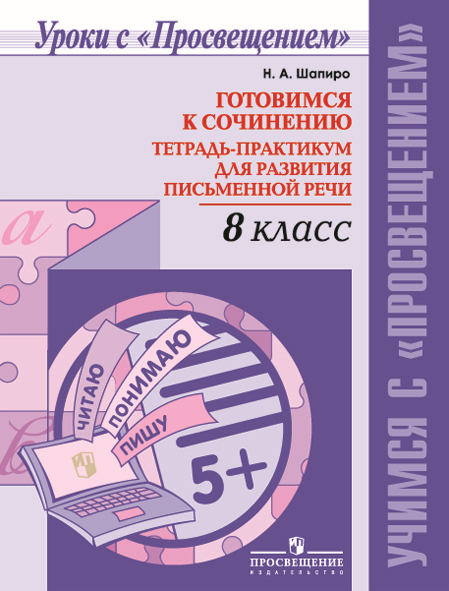 Уроки с «Просвещением»
Н. А. Шапиро
ГОТОВИМСЯ
К СОЧИНЕНИЮ
ТЕТРАДЬ-ПРАКТИКУМ
ДЛЯ РАЗВИТИЯ
ПИСЬМЕННОЙ РЕЧИ
8 класс
а
в
ЧИТАЮ
ПОНИМАЮ
ПИШУ
5+
ПРОСВЕЩЕНИЕ
ИЗДАТЕЛЬСТВО
УЧИМСЯ С «ПРОСВЕЩЕНИЕМ»